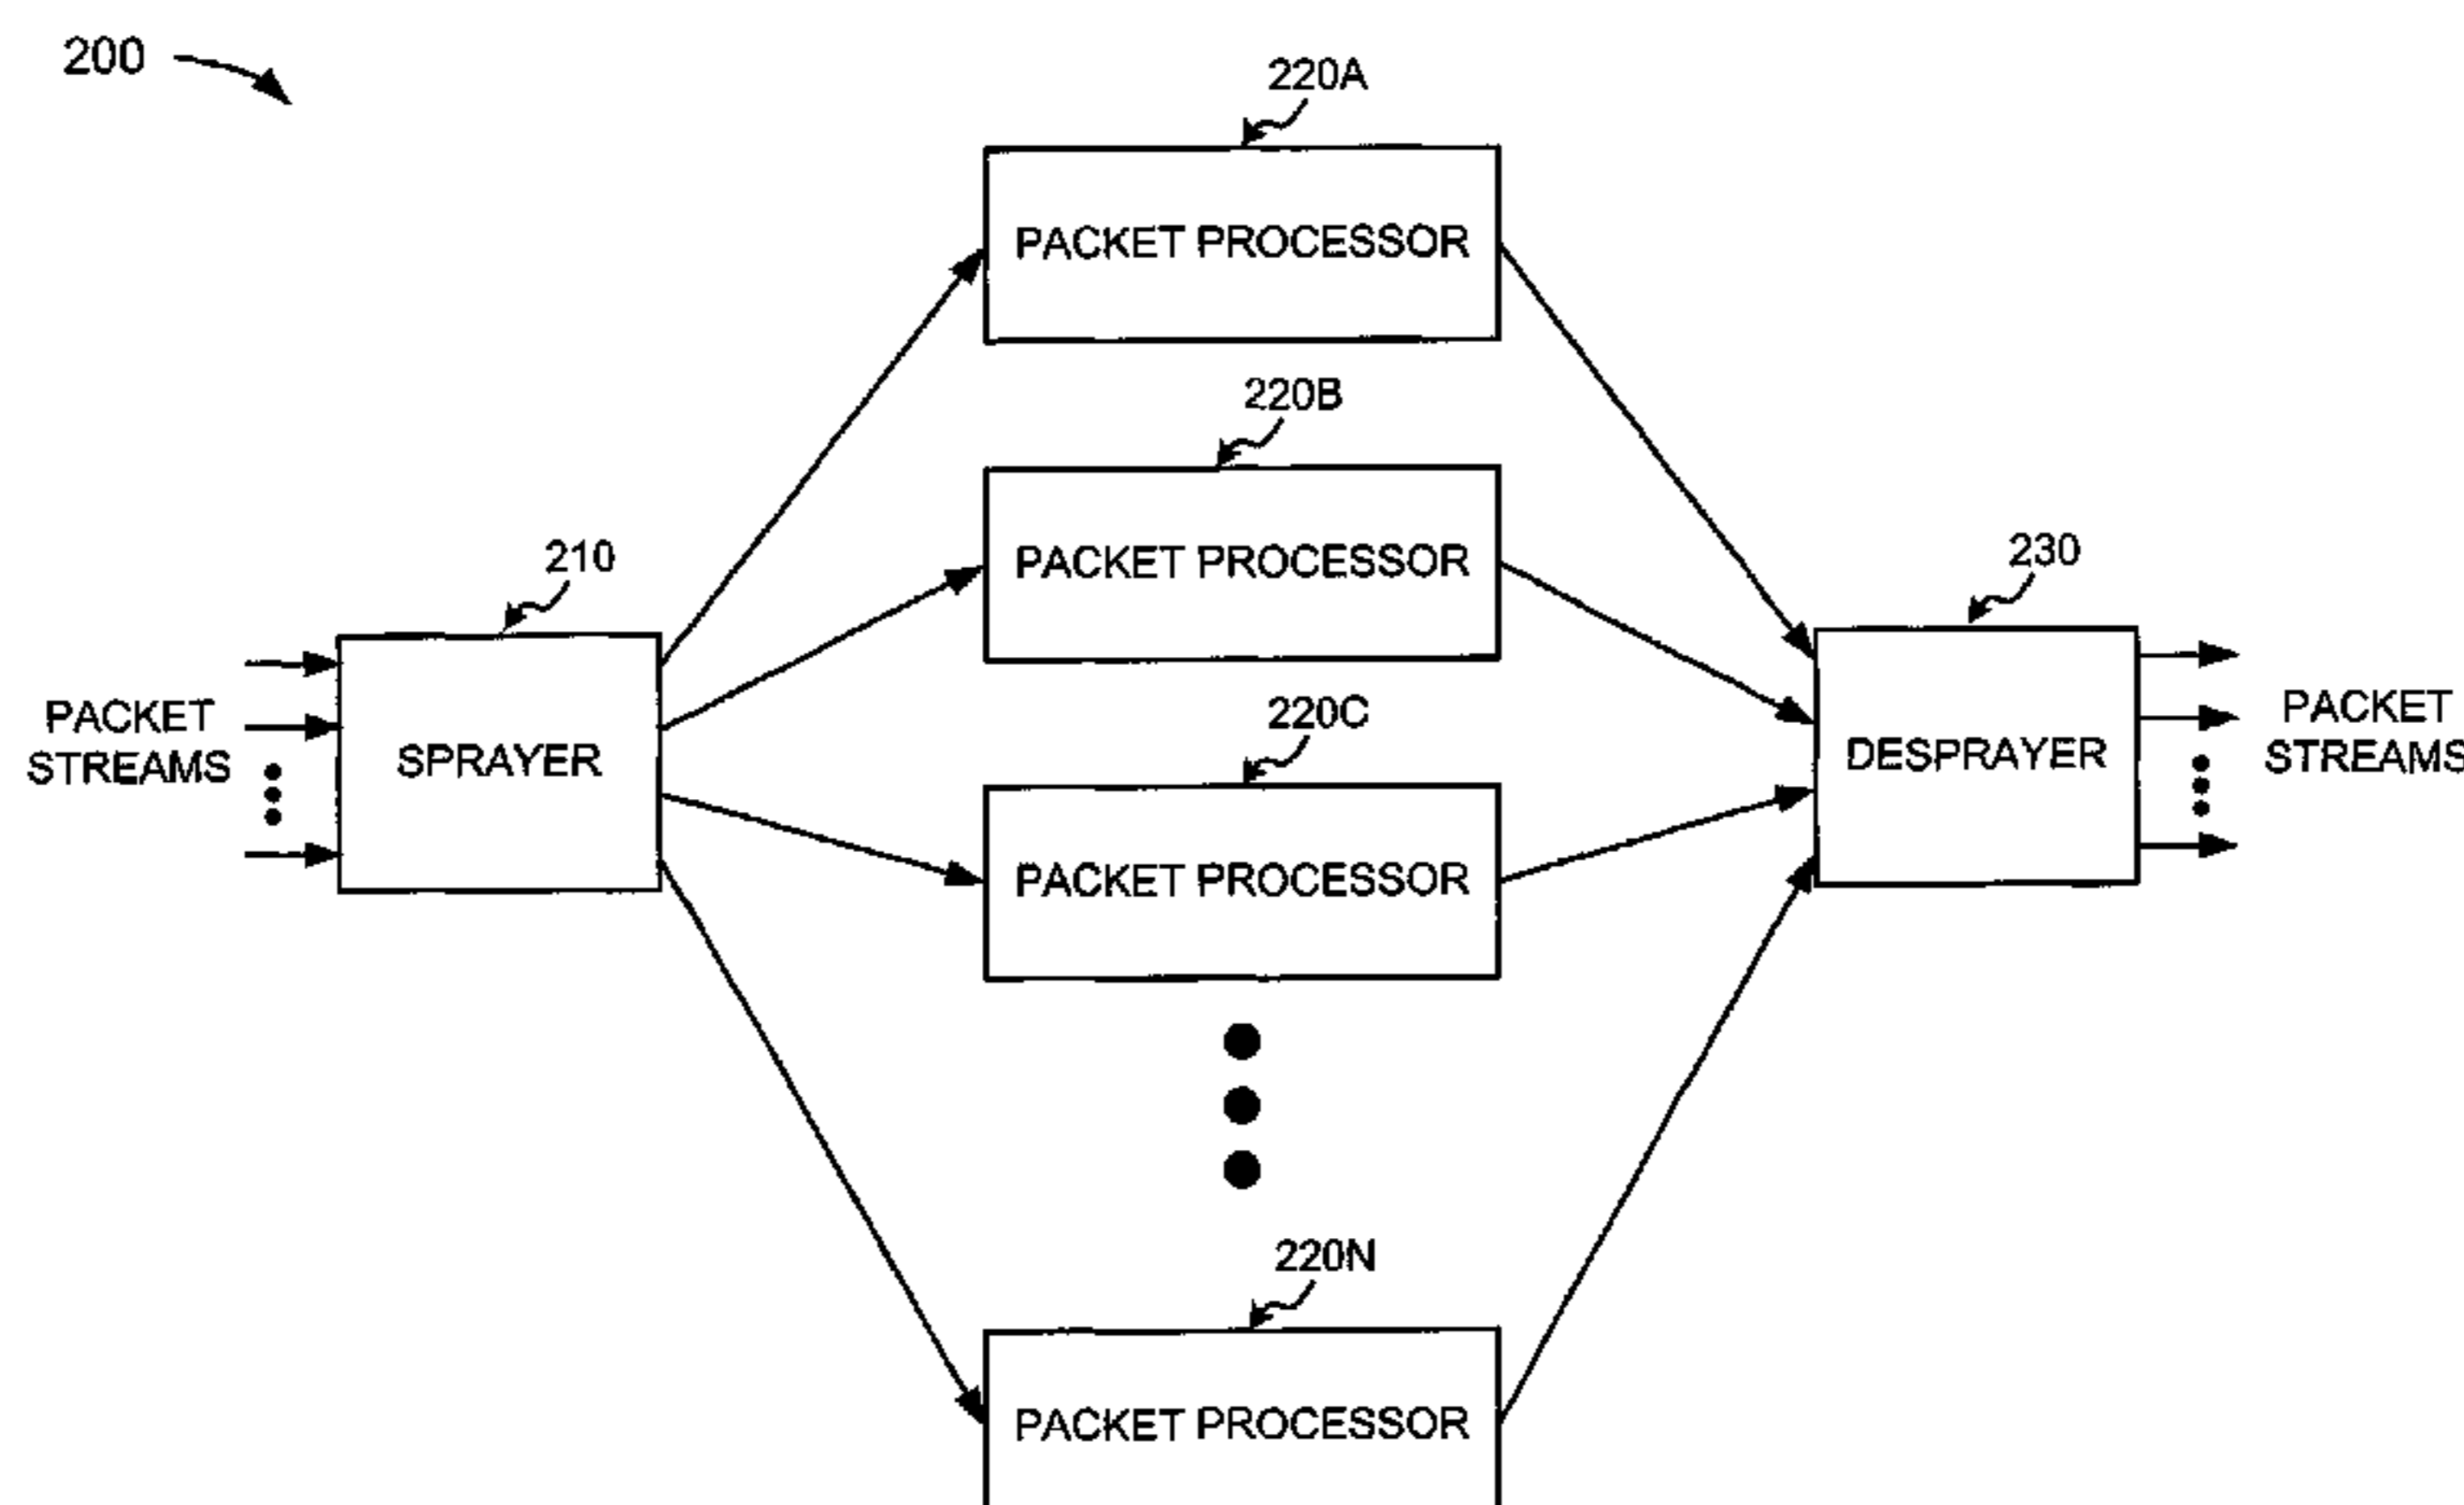 200
220A
PACKET PROCESSOR
220B
PACKET PROCESSOR
210
230
PACKET
STREAMS
SPRAYER
220C
PACKET PROCESSOR
DESPRAYER
PACKET
STREAMS
220N
PACKET PROCESSOR